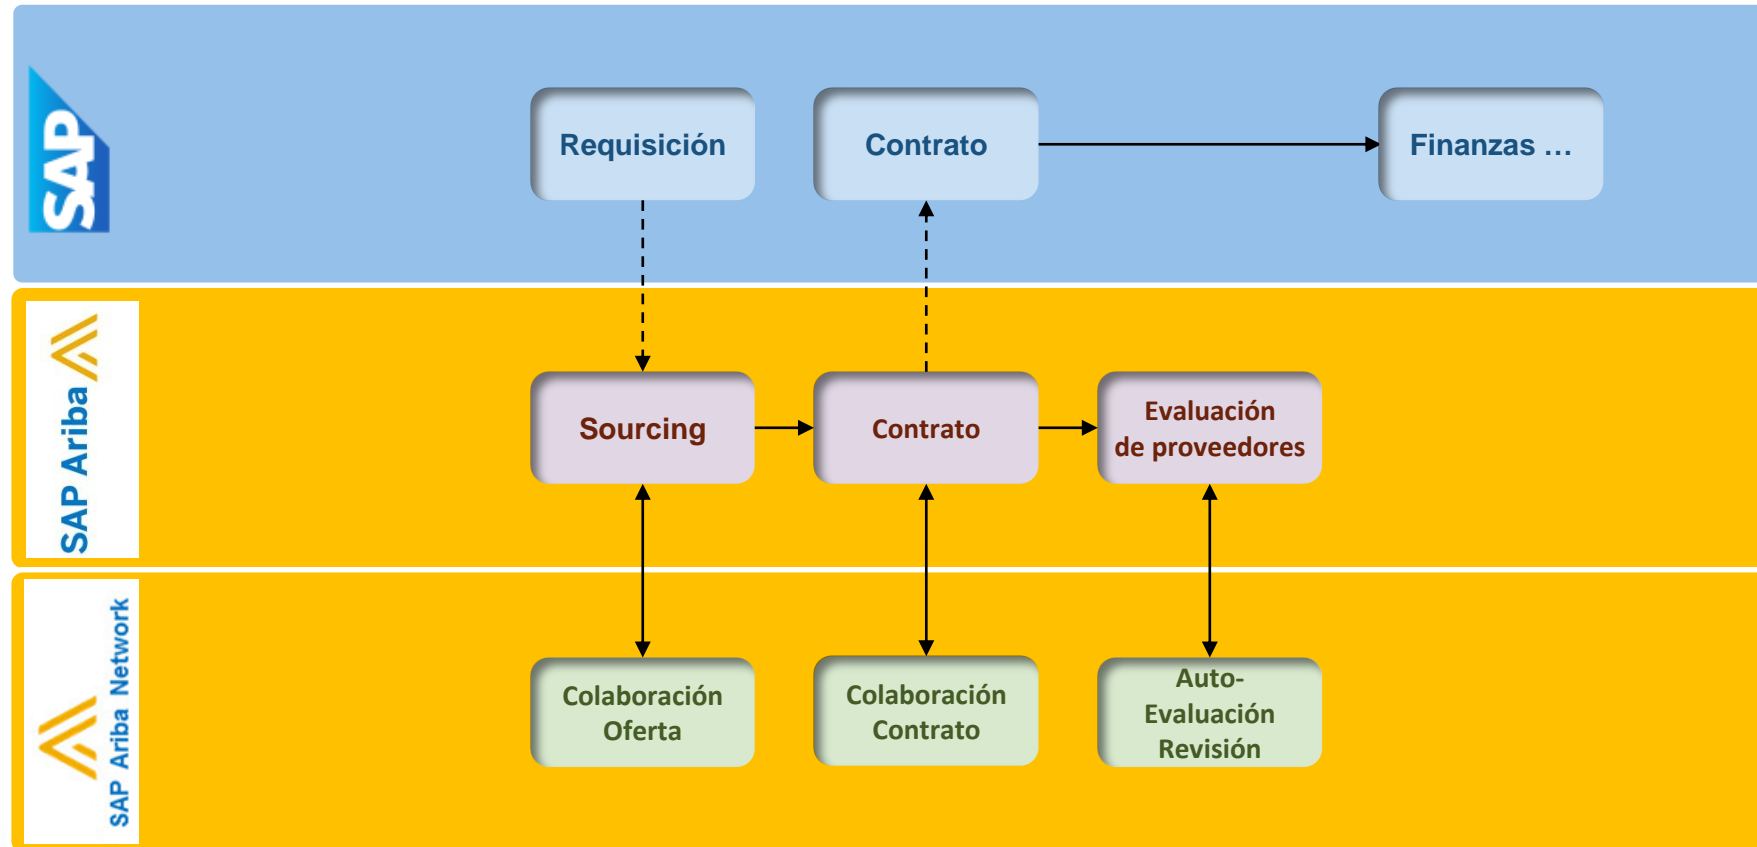 SAP
Requisición
Contrato
Finanzas ...
SAP Ariba
Sourcing
Contrato
Evaluación
de proveedores
SAP Ariba Network
Colaboración
Oferta
Colaboración
Contrato
Auto-
Evaluación
Revisión